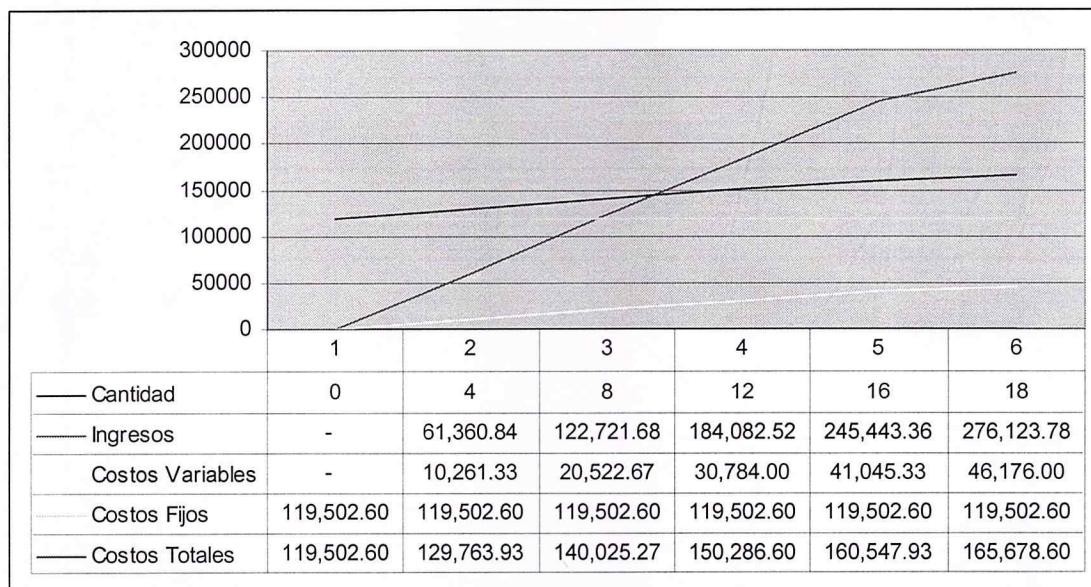 300000
250000
200000
150000
100000
50000
0
1 2 3 4 5 6
Cantidad 0 4 8 12 16 18
Ingresos - 61,360.84 122,721.68 184,082.52 245,443.36 276,123.78
Costos Variables - 10,261.33 20,522.67 30,784.00 41,045.33 46,176.00
Costos Fijos 119,502.60 119,502.60 119,502.60 119,502.60 119,502.60 119,502.60
Costos Totales 119,502.60 129,763.93 140,025.27 150,286.60 160,547.93 165,678.60